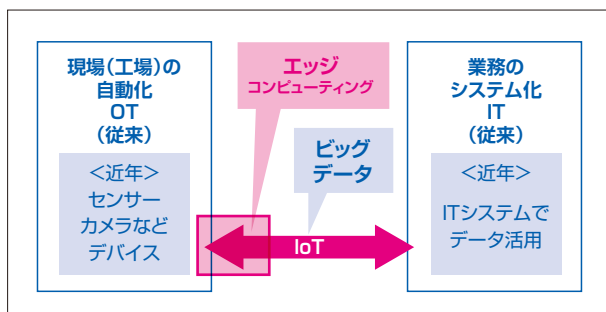 現場（工場）の
自動化
OT
（従来）
＜近年＞
センサー
カメラなど
デバイス
エッジ
コンピューティング
ビッグ
データ
IoT
業務の
システム化
IT
（従来）
＜近年＞
ITシステムで
データ活用